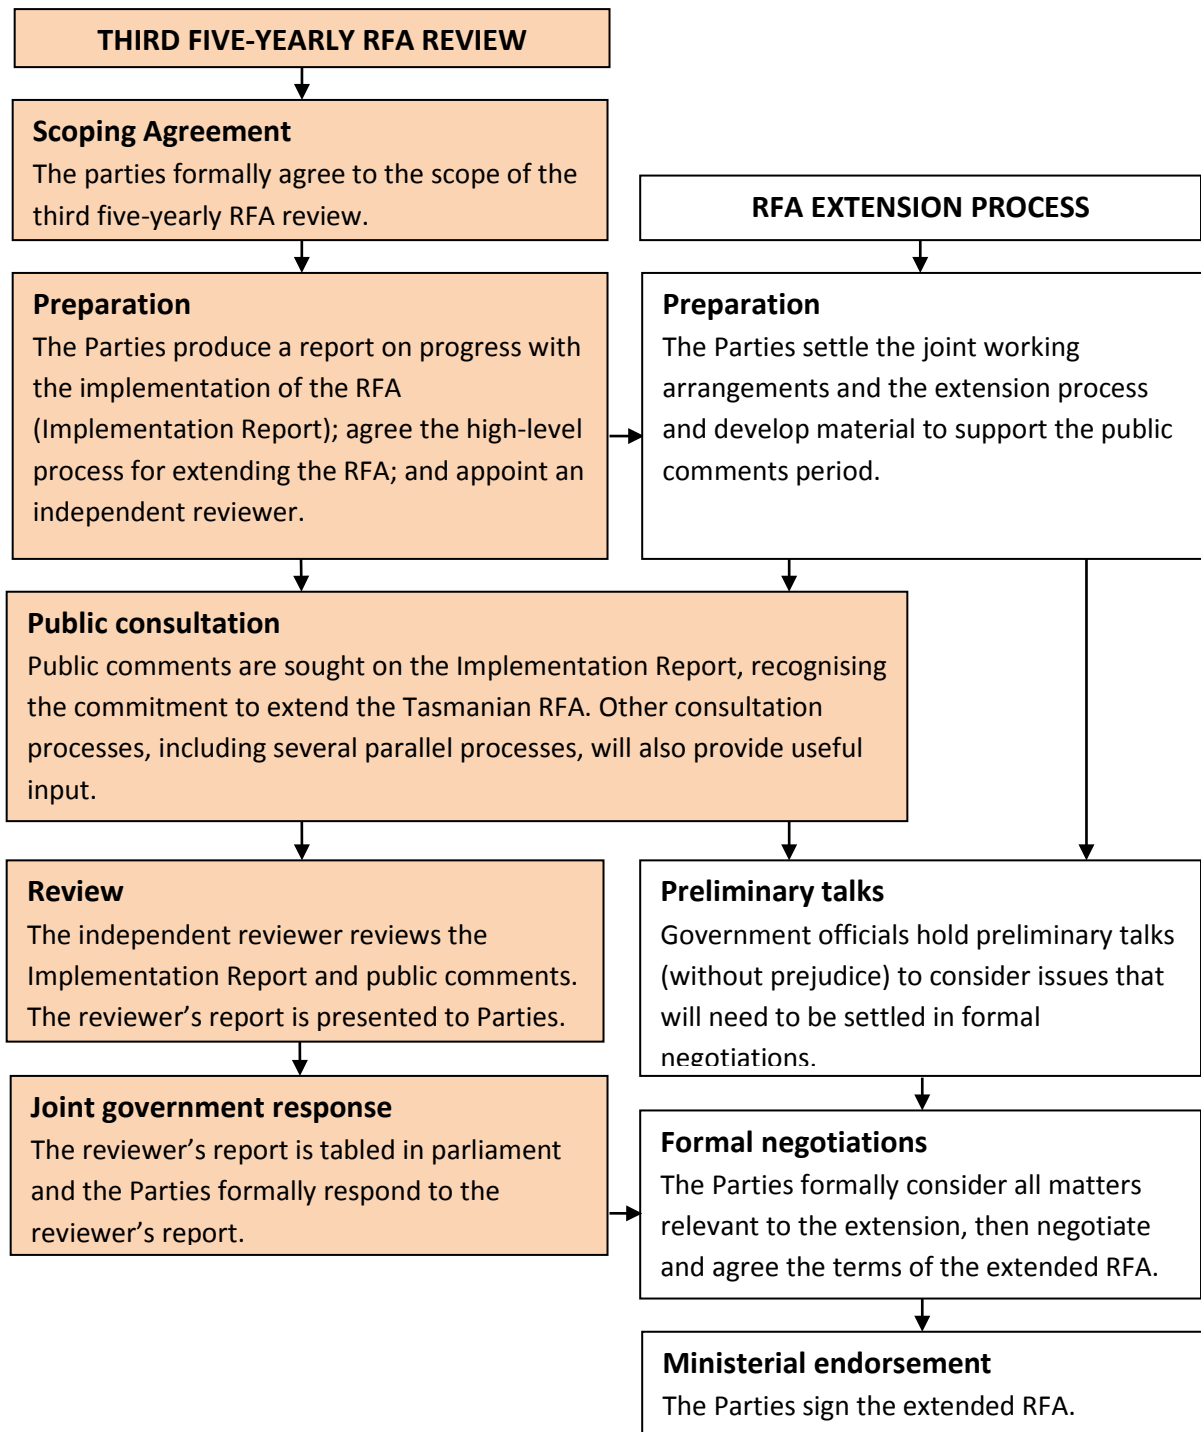 THIRD FIVE-YEARLY RFA REVIEW
Scoping Agreement
The parties formally agree to the scope of the
third five-yearly RFA review.
RFA EXTENSION PROCESS
Preparation
The Parties produce a report on progress with
the implementation of the RFA
(Implementation Report); agree the high-level
process for extending the RFA; and appoint an
independent reviewer.
Preparation
The Parties settle the joint working
arrangements and the extension process
and develop material to support the public
comments period.
Public consultation
Public comments are sought on the Implementation Report, recognising
the commitment to extend the Tasmanian RFA. Other consultation
processes, including several parallel processes, will also provide useful
input.
Review
The independent reviewer reviews the
Implementation Report and public comments.
The reviewer’s report is presented to Parties.
Preliminary talks
Government officials hold preliminary talks
(without prejudice) to consider issues that
will need to be settled in formal
negotiations.
Joint government response
The reviewer’s report is tabled in parliament
and the Parties formally respond to the
reviewer’s report.
Formal negotiations
The Parties formally consider all matters
relevant to the extension, then negotiate
and agree the terms of the extended RFA.
Ministerial endorsement
The Parties sign the extended RFA.